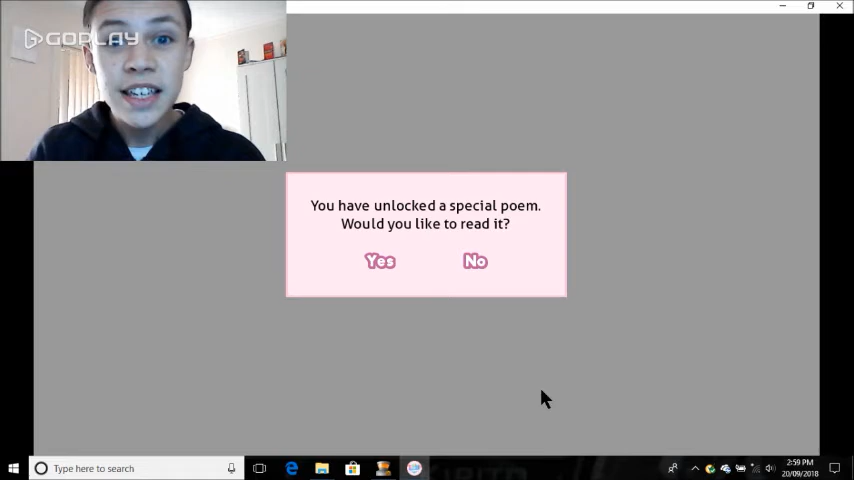 GOPLAY
You have unlocked a special poem.
Would you like to read it?
Yes
No
Type here to search
2:59 PM
20/09/2018